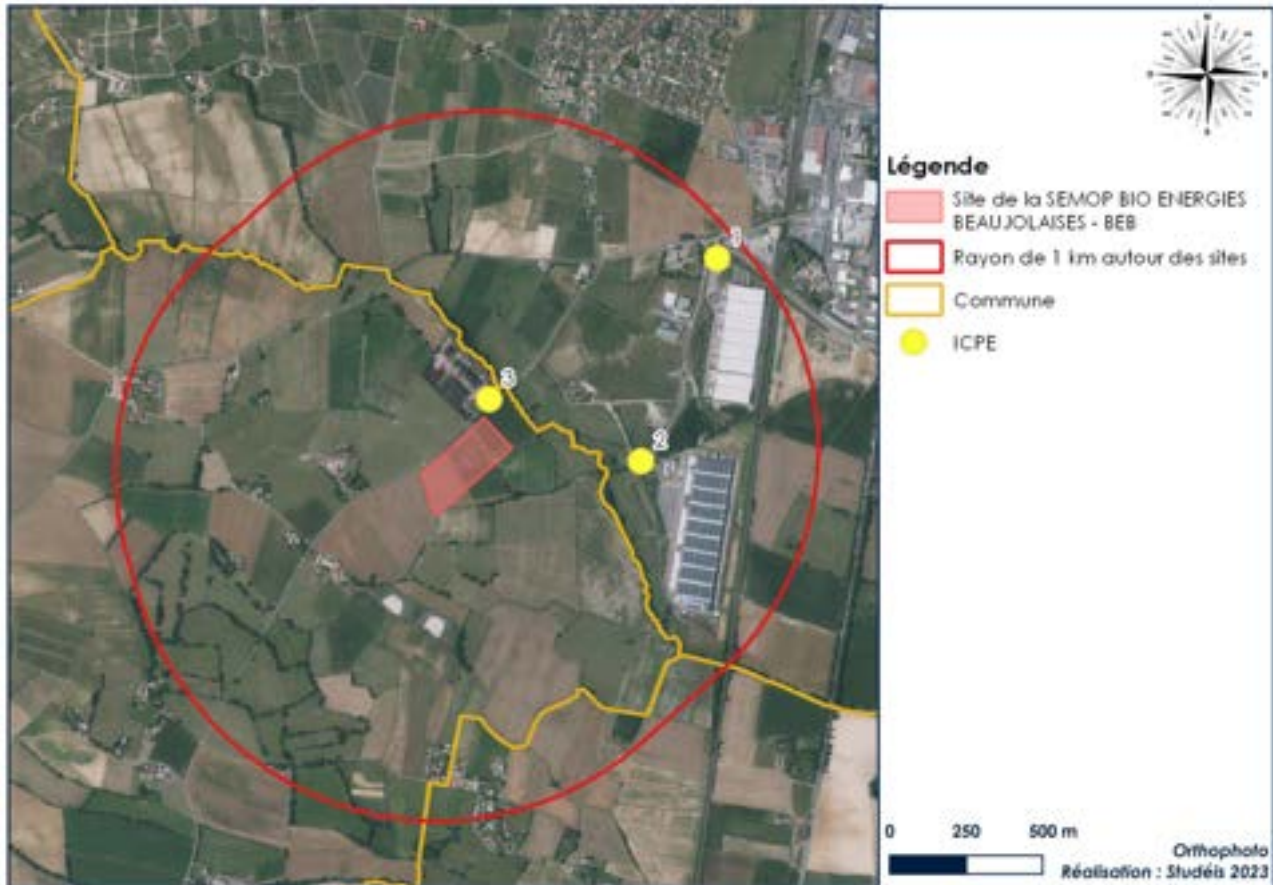 1
2
3
Légende
Site de la SEMOP BIO ENERGIES
BEAUJOLAISES - BEB
Rayon de 1 km autour des sites
Commune
ICPE
0 250 500 m
Orthophoto
Réalisation : Studéis 2023